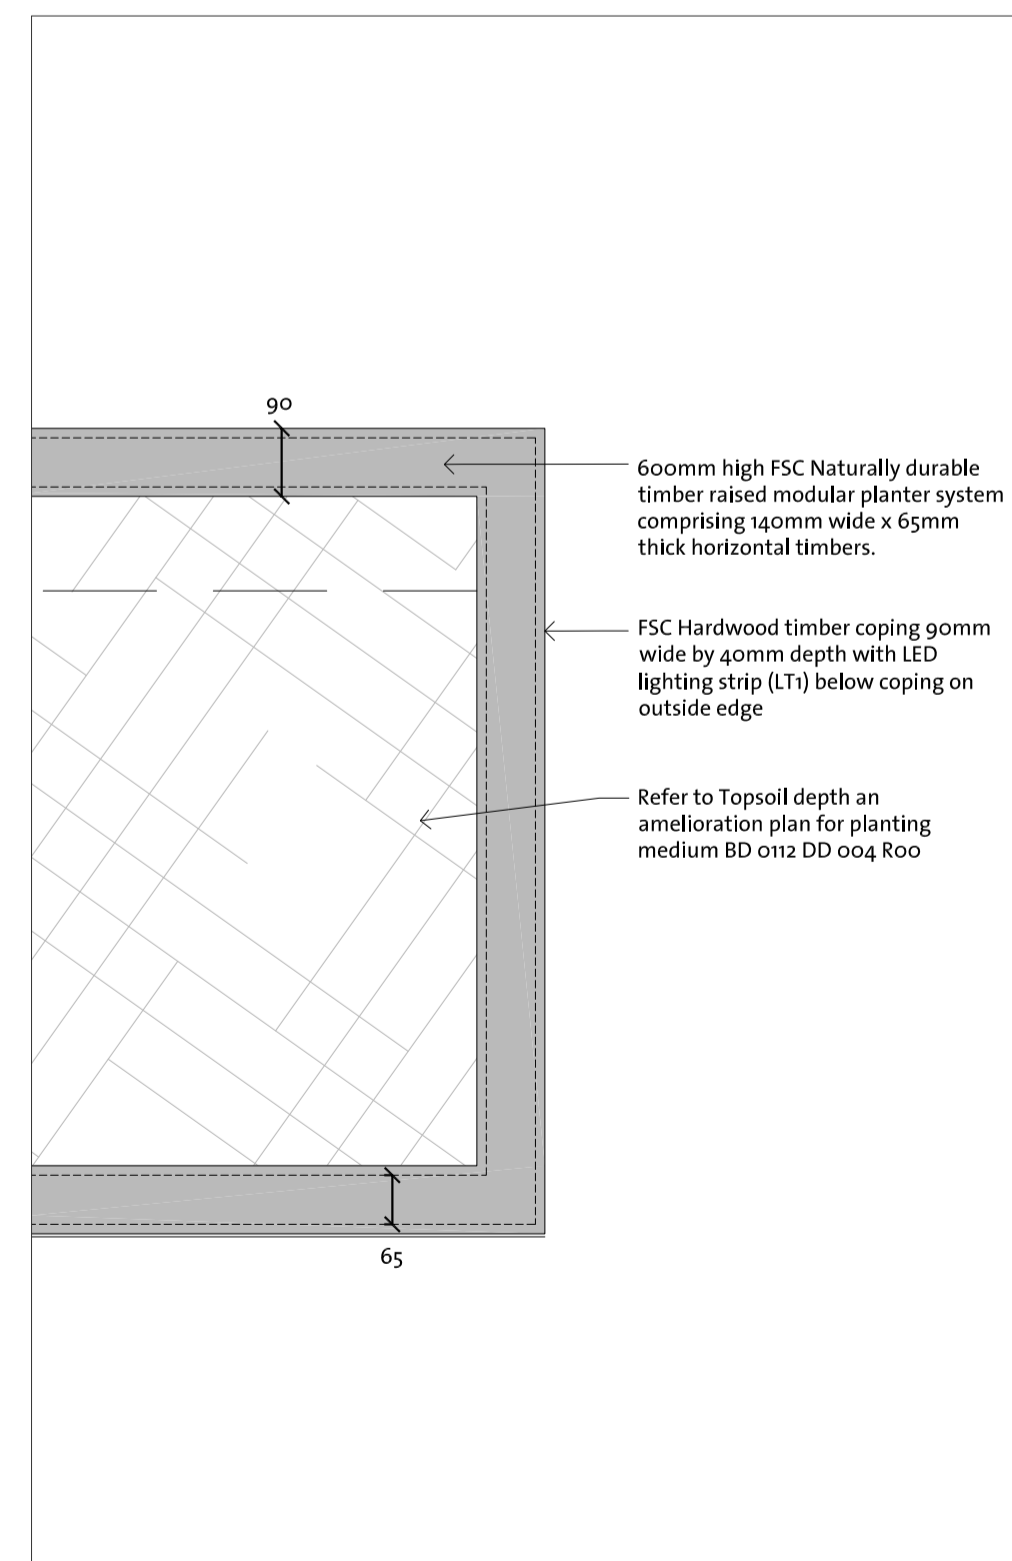 90
600mm high FSC Naturally durable
timber raised modular planter system
comprising 140mm wide x 65mm
thick horizontal timbers.
FSC Hardwood timber coping 90mm
wide by 40mm depth with LED
lighting strip (LT1) below coping on
outside edge
Refer to Topsoil depth an
amelioration plan for planting
medium BD 0112 DD 004 R00
65